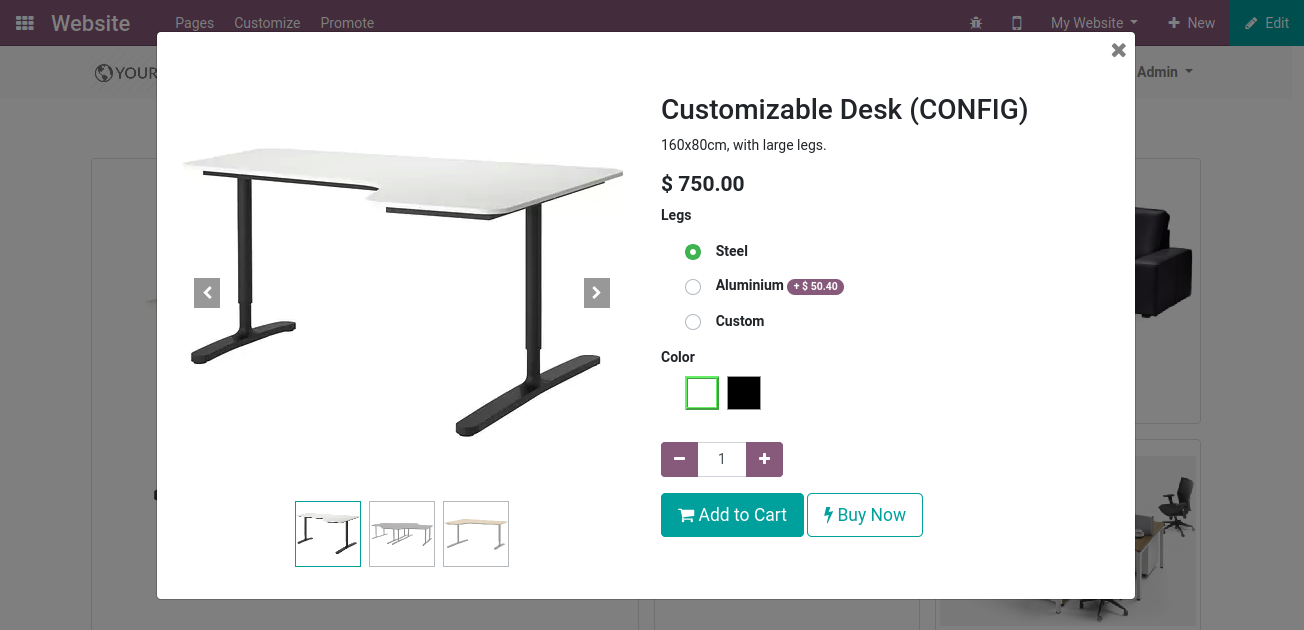 Website Pages Customize Promote My Website New Edit
YOUR Admin
Customizable Desk (CONFIG)
160x80cm, with large legs.
$ 750.00
Legs
Steel
Aluminium + $ 50.40
Custom
Color
1
Add to Cart Buy Now